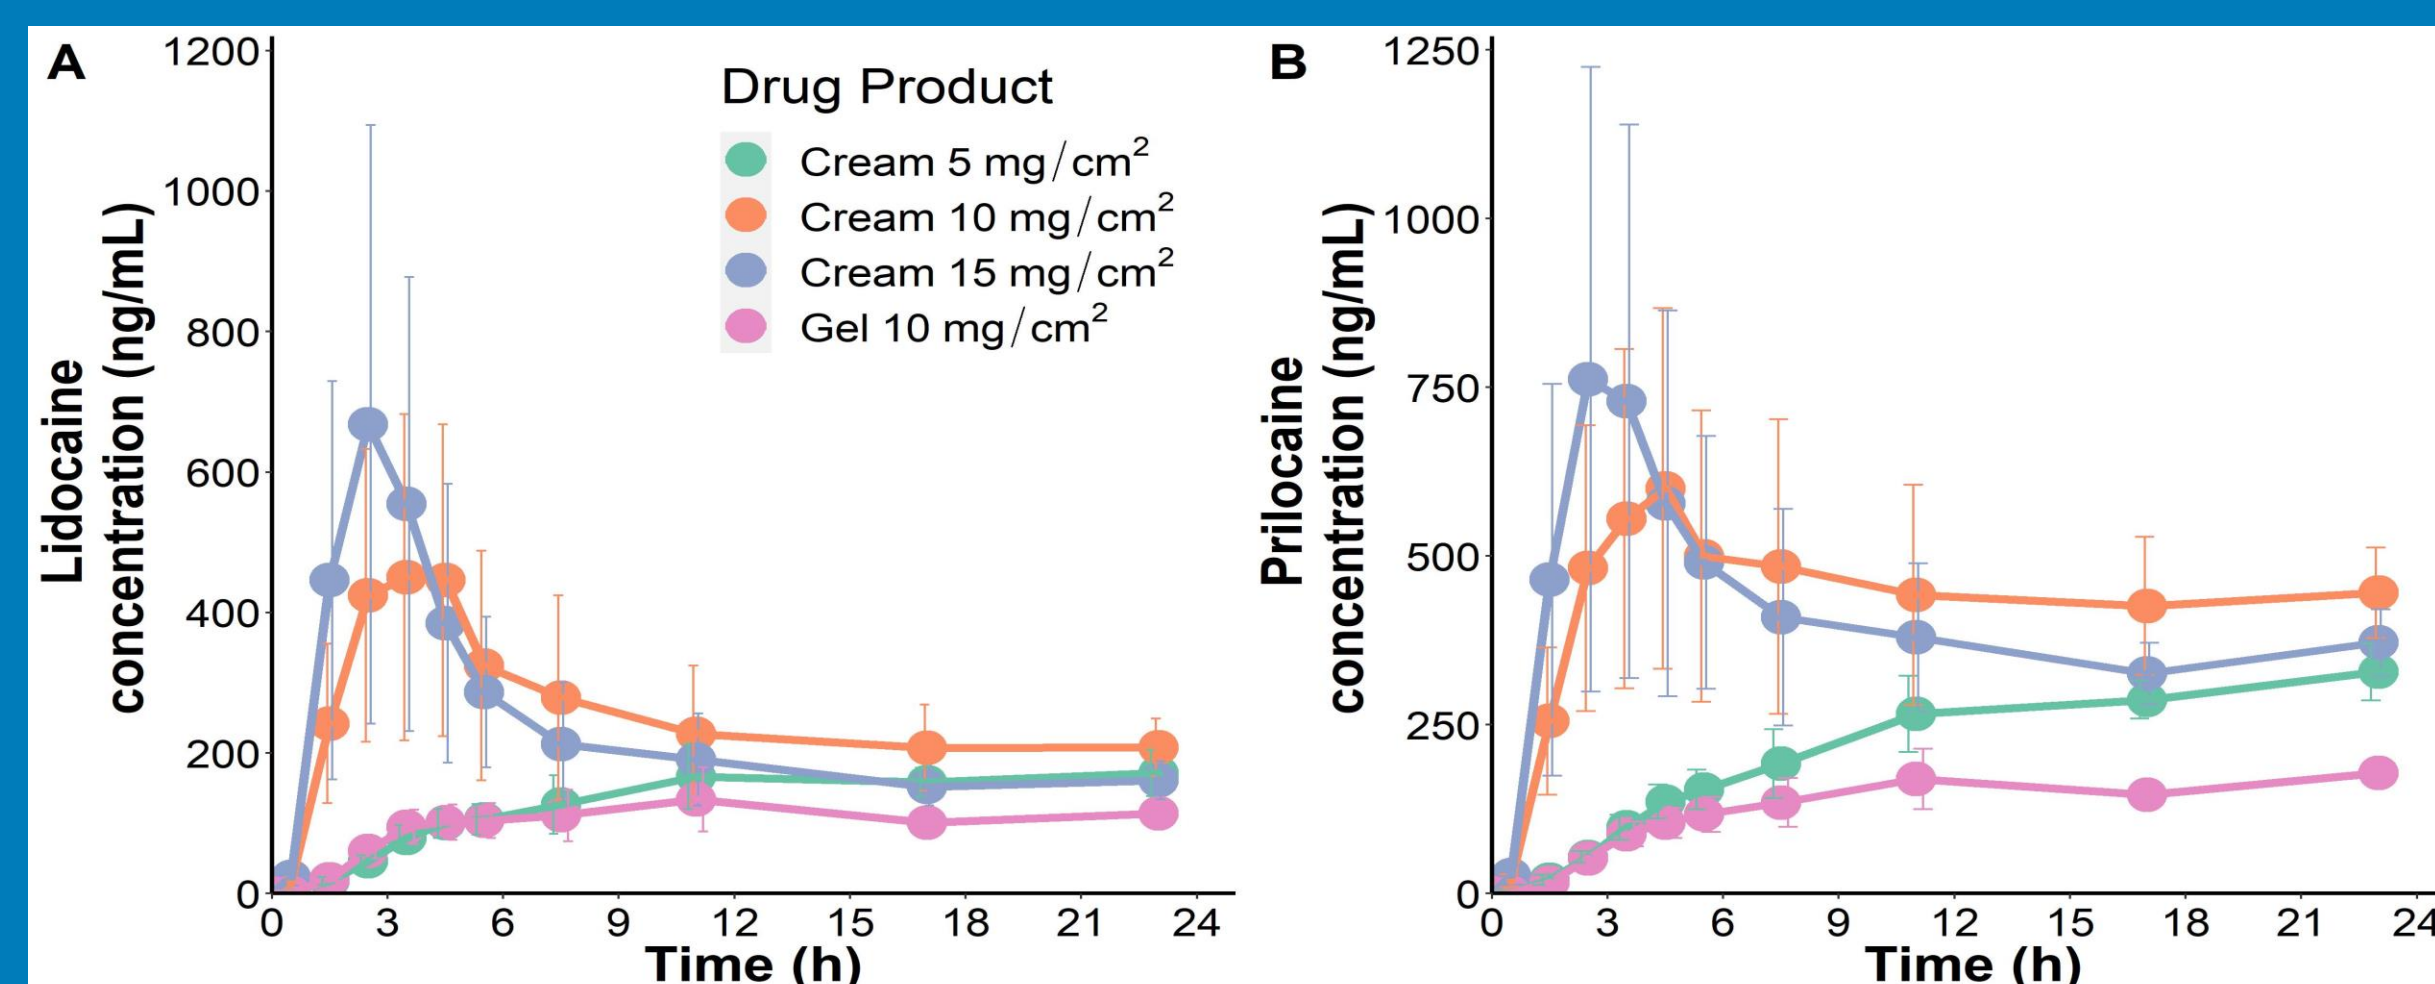 A
Lidocaine
concentration (ng/mL)
1200
1000
800
600
400
200
0
0 3 6 9 12 15 18 21 24
Time (h)
Drug Product
Cream 5 mg/cm²
Cream 10 mg/cm²
Cream 15 mg/cm²
Gel 10 mg/cm²
B
Prilocaine
concentration (ng/mL)
1250
1000
750
500
250
0
0 3 6 9 12 15 18 21 24
Time (h)